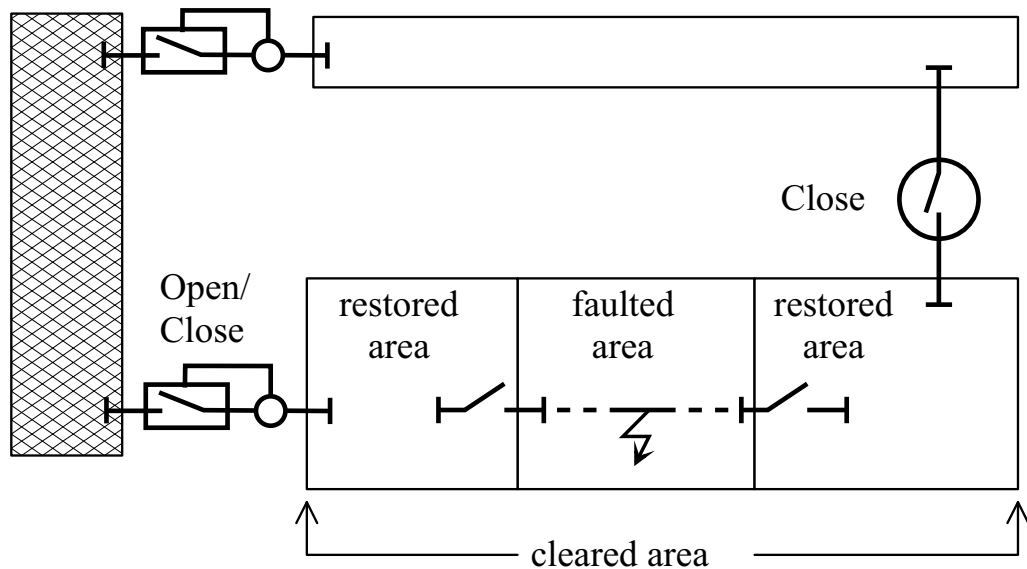 Close
Open/
Close
restored
area
faulted
area
restored
area
cleared area